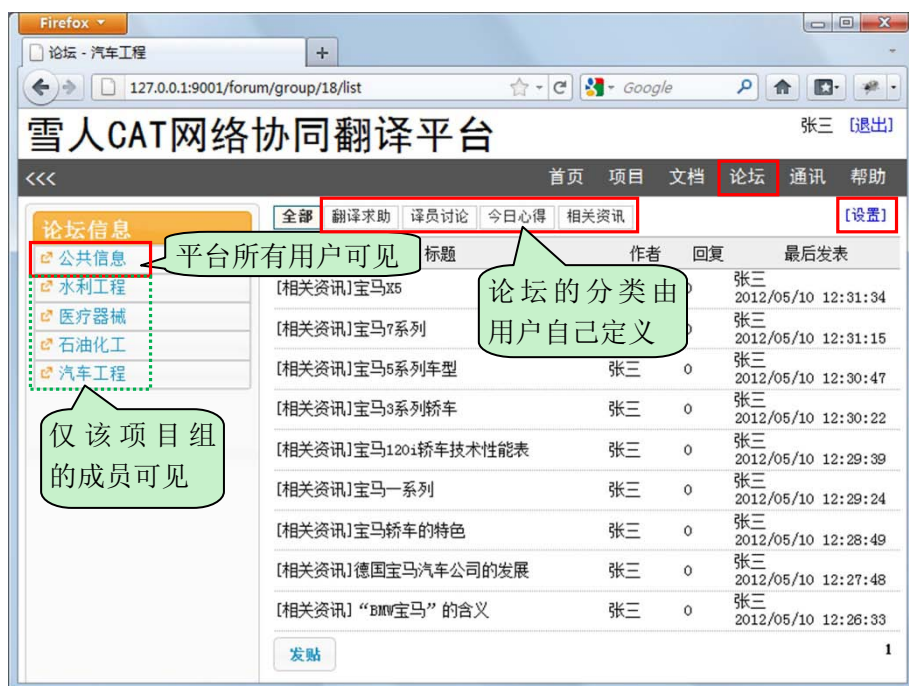 Firefox
论坛 - 汽车工程
127.0.0.1:9001/forum/group/18/list
Google
雪人CAT网络协同翻译平台
张三 [退出]
<<<
首页 项目 文档 论坛 通讯 帮助
论坛信息
公共信息
水利工程
医疗器械
石油化工
汽车工程
全部 翻译求助 译员讨论 今日心得 相关资讯 [设置]
平台所有用户可见
标题 作者 回复 最后发表
论坛的分类由
用户自己定义
仅该项目组
的成员可见
[相关资讯]宝马X5 张三
2012/05/10 12:31:34
[相关资讯]宝马7系列 张三
2012/05/10 12:31:15
[相关资讯]宝马5系列车型 张三 0 张三
2012/05/10 12:30:47
[相关资讯]宝马3系列轿车 张三 0 张三
2012/05/10 12:30:22
[相关资讯]宝马120i轿车技术性能表 张三 0 张三
2012/05/10 12:29:39
[相关资讯]宝马一系列 张三 0 张三
2012/05/10 12:29:24
[相关资讯]宝马轿车的特色 张三 0 张三
2012/05/10 12:28:49
[相关资讯]德国宝马汽车公司的发展 张三 0 张三
2012/05/10 12:27:48
[相关资讯]“BMW宝马”的含义 张三 0 张三
2012/05/10 12:26:33
发贴
1